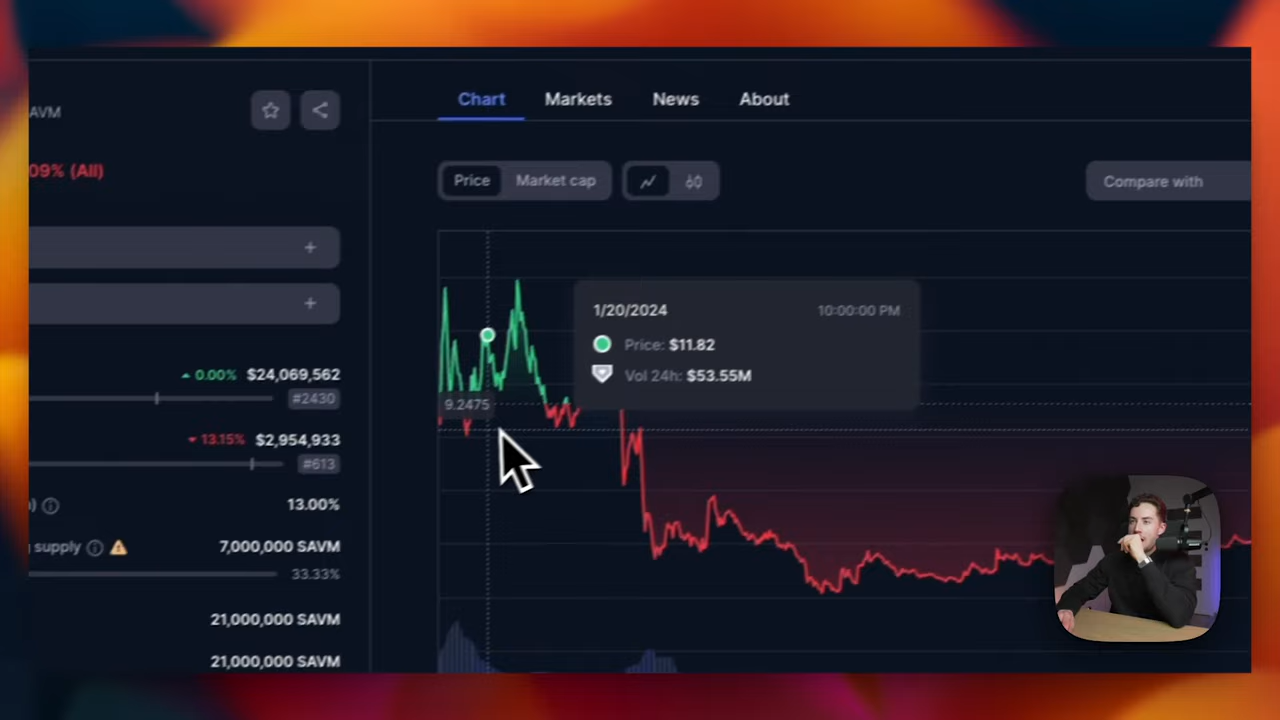 AVM
Chart Markets News About
09% (All)
Price Market cap
Compare with
+
+
1/20/2024 10:00:00 PM
Price: $11.82
Vol 24h: $53.55M
0.00% $24,069,562
#2430
9.2475
13.15% $2,954,933
#613
13.00%
supply 7,000,000 SAVM
33.33%
21,000,000 SAVM
21,000,000 SAVM